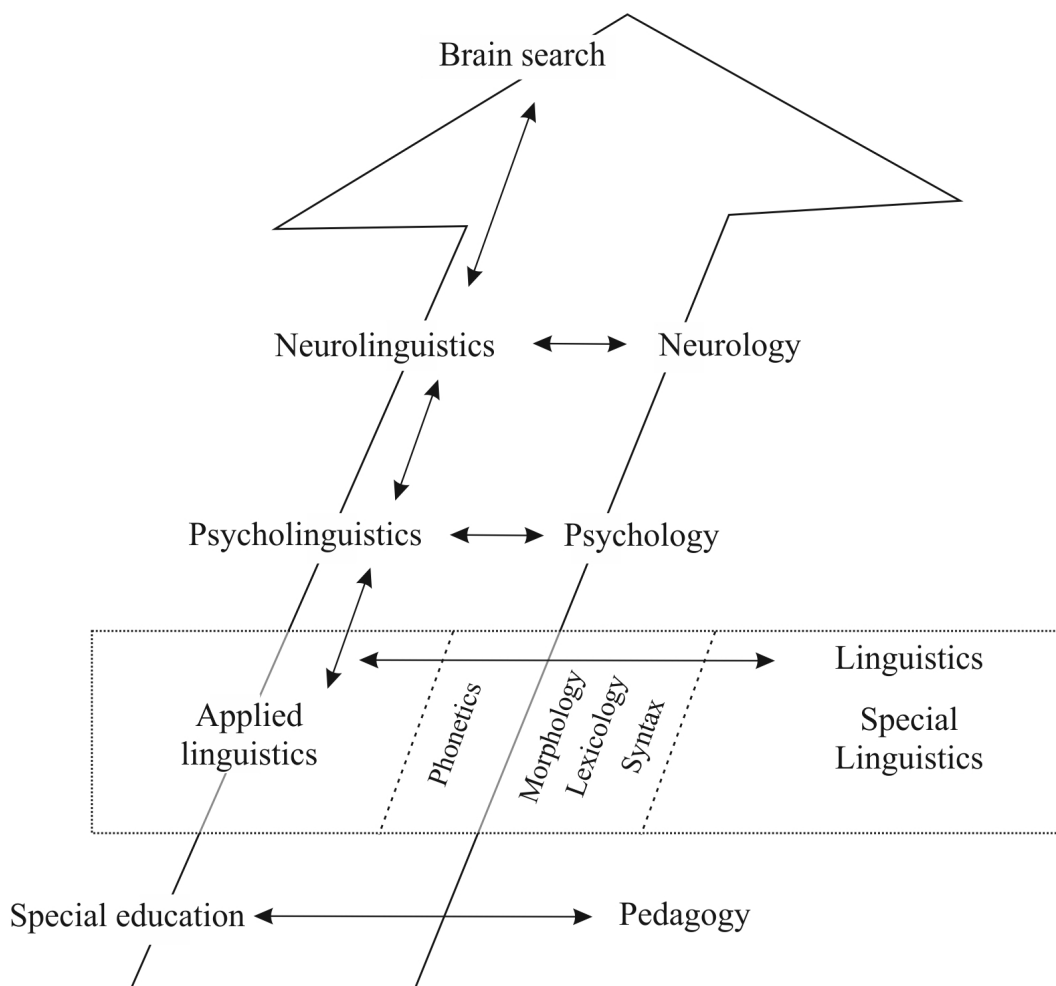 Brain search
Neurolinguistics
Neurology
Psycholinguistics
Psychology
Linguistics
Applied
linguistics
Phonetics
Morphology
Lexicology
Syntax
Special
Linguistics
Special education
Pedagogy